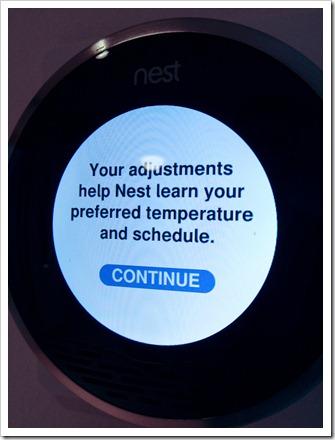 nest
Your adjustments
help Nest learn your
preferred temperature
and schedule.
CONTINUE